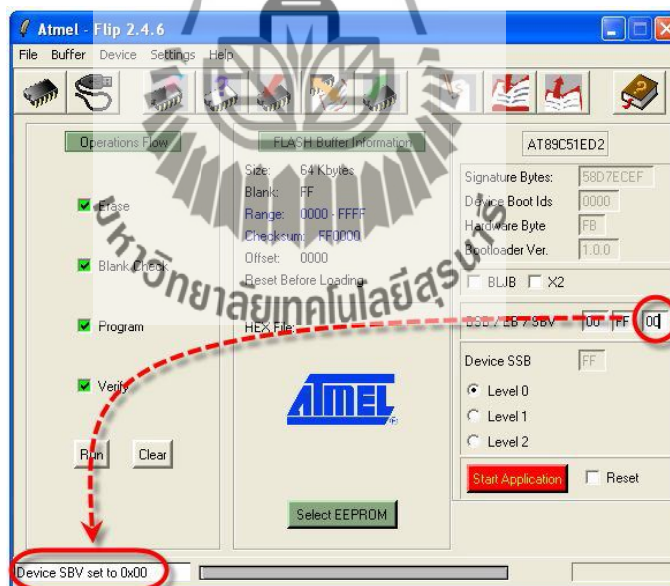 Atmel - Flip 2.4.6
File Buffer Device Settings Help
Operations Flow
Erase
Blank Check
Program
Verify
Run Clear
FLASH Buffer Information
Size: 64 Kbytes
Blank: FF
Range: 0000 - FFFF
Checksum: FF0000
Offset: 0000
Reset Before Loading
HEX File:
ATMEL
Select EEPROM
AT89C51ED2
Signature Bytes: 58D7ECEF
Device Boot Ids 0000
Hardware Byte FB
Bootloader Ver. 1.0.0
BLJB X2
BSB / EB / SBV 00 FF 00
Device SSB FF
Level 0
Level 1
Level 2
Start Application Reset
Device SBV set to 0x00
มหาวิทยาลัยเทคโนโลยีสุรนารี